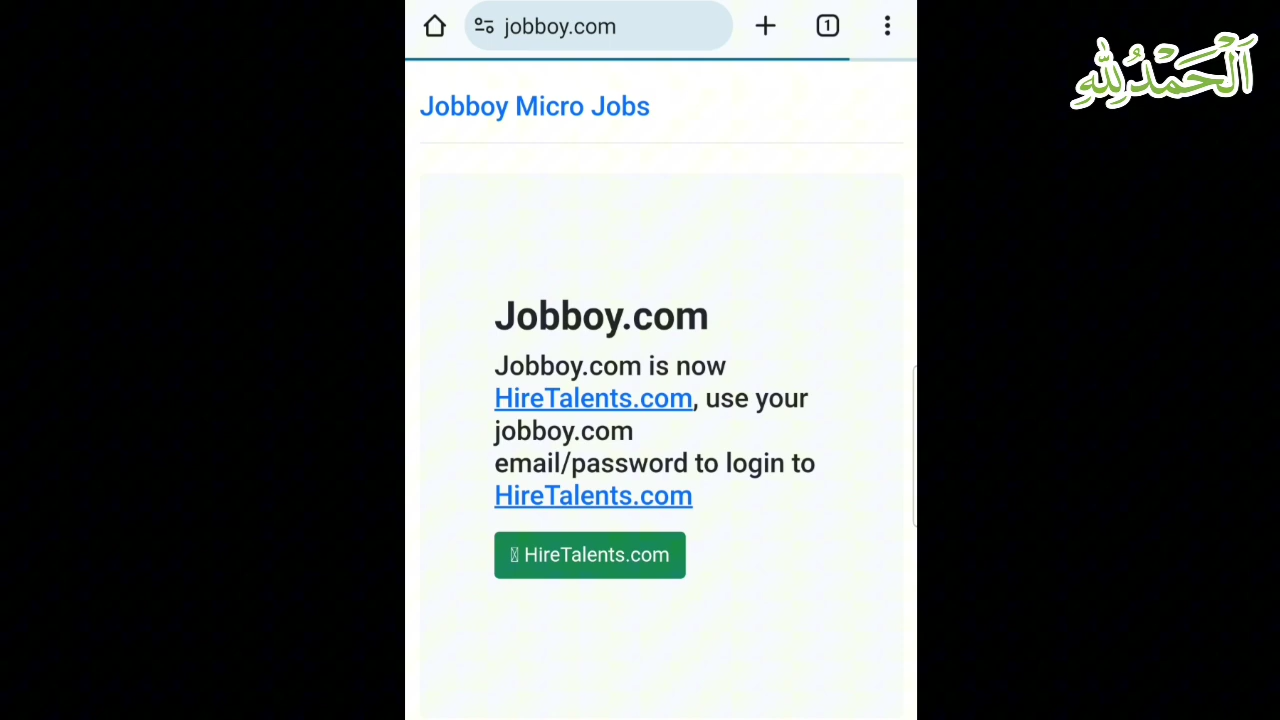 jobboy.com
1
اَلْحَمْدُلِلّٰهِ
Jobboy Micro Jobs
Jobboy.com
Jobboy.com is now
HireTalents.com, use your
jobboy.com
email/password to login to
HireTalents.com
HireTalents.com